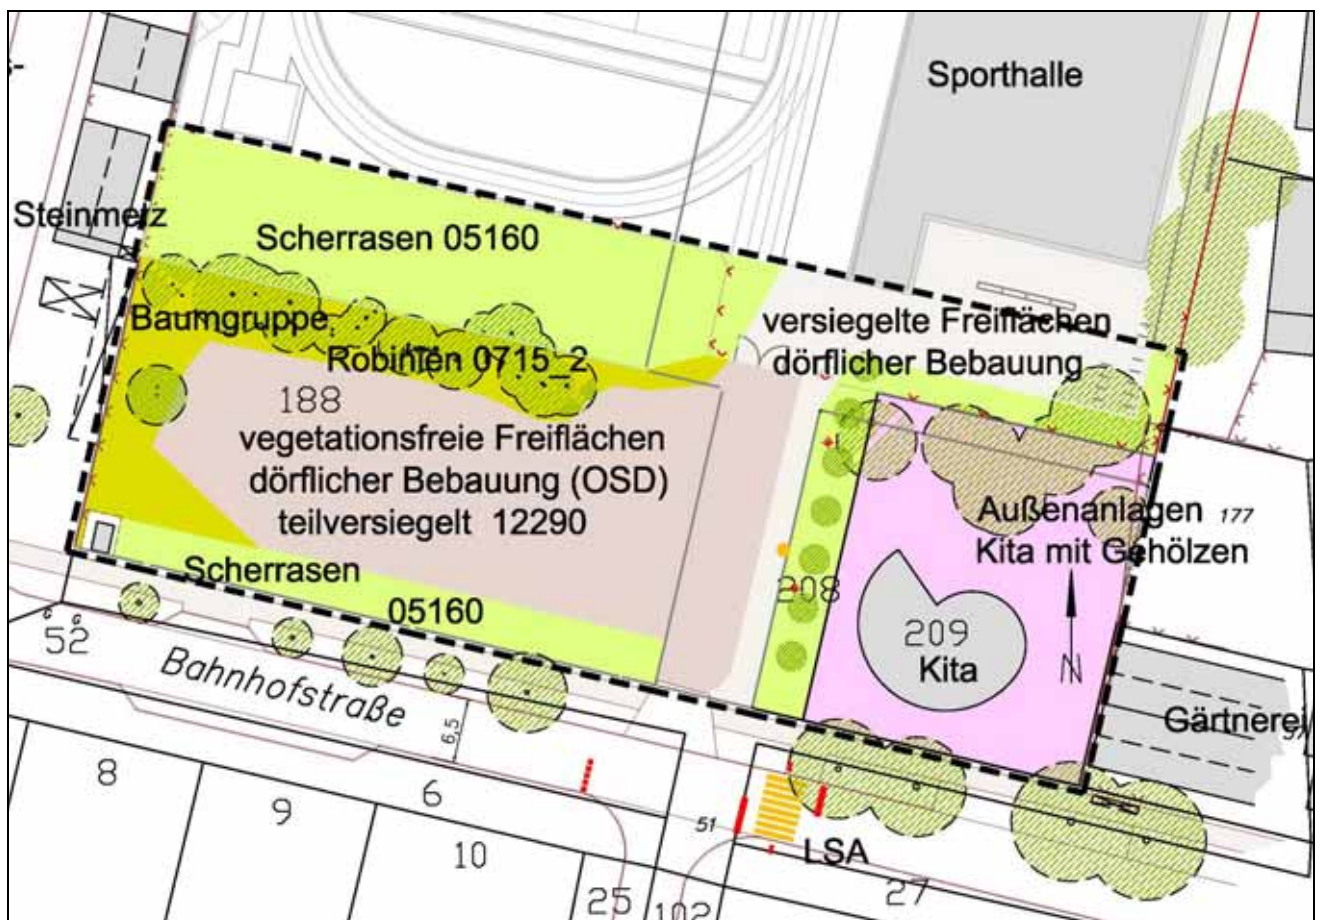 Sporthalle
Steinmetz
Scherrasen 05160
Baumgruppe
Robinien 0715_2
versiegelte Freiflächen
dörflicher Bebauung
188
vegetationsfreie Freiflächen
dörflicher Bebauung (OSD)
teilversiegelt 12290
Außenanlagen 177
Kita mit Gehölzen
Scherrasen
05160
208
209
Kita
N
52
Bahnhofstraße
6,5
Gärtnerei
8
9
6
10
51
LSA
25
102
27